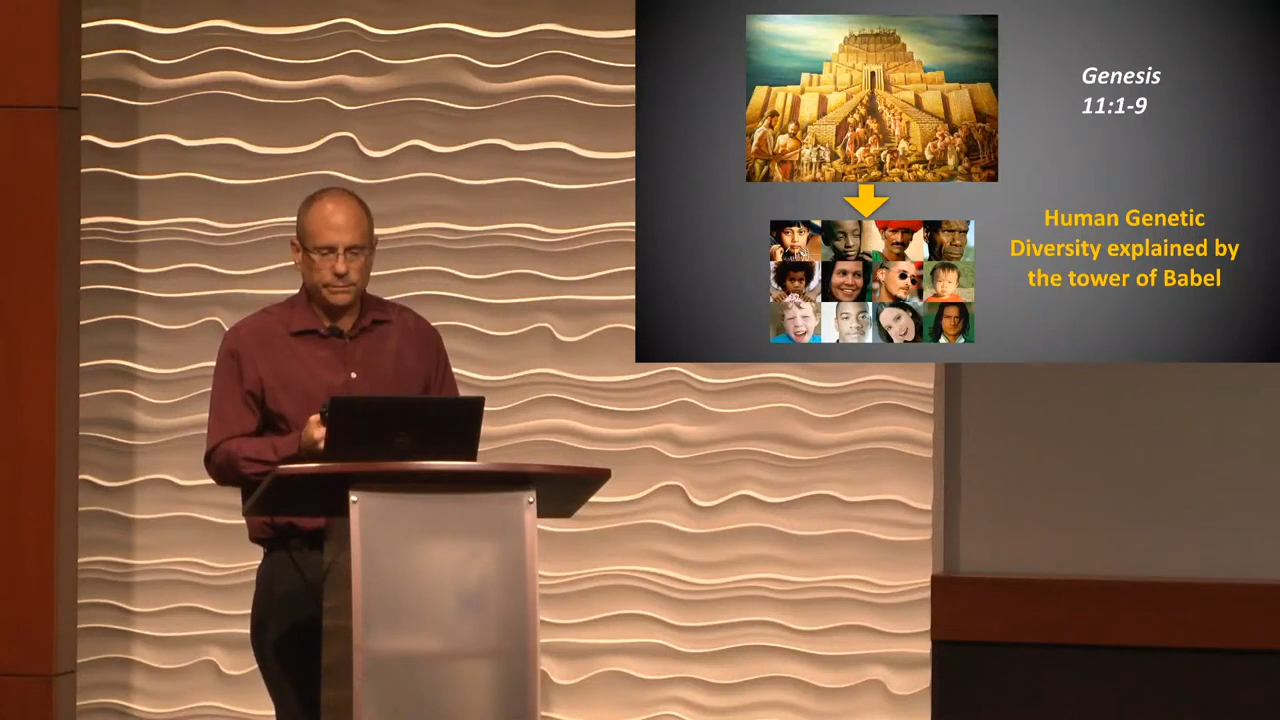 Genesis
11:1-9
Human Genetic
Diversity explained by
the tower of Babel